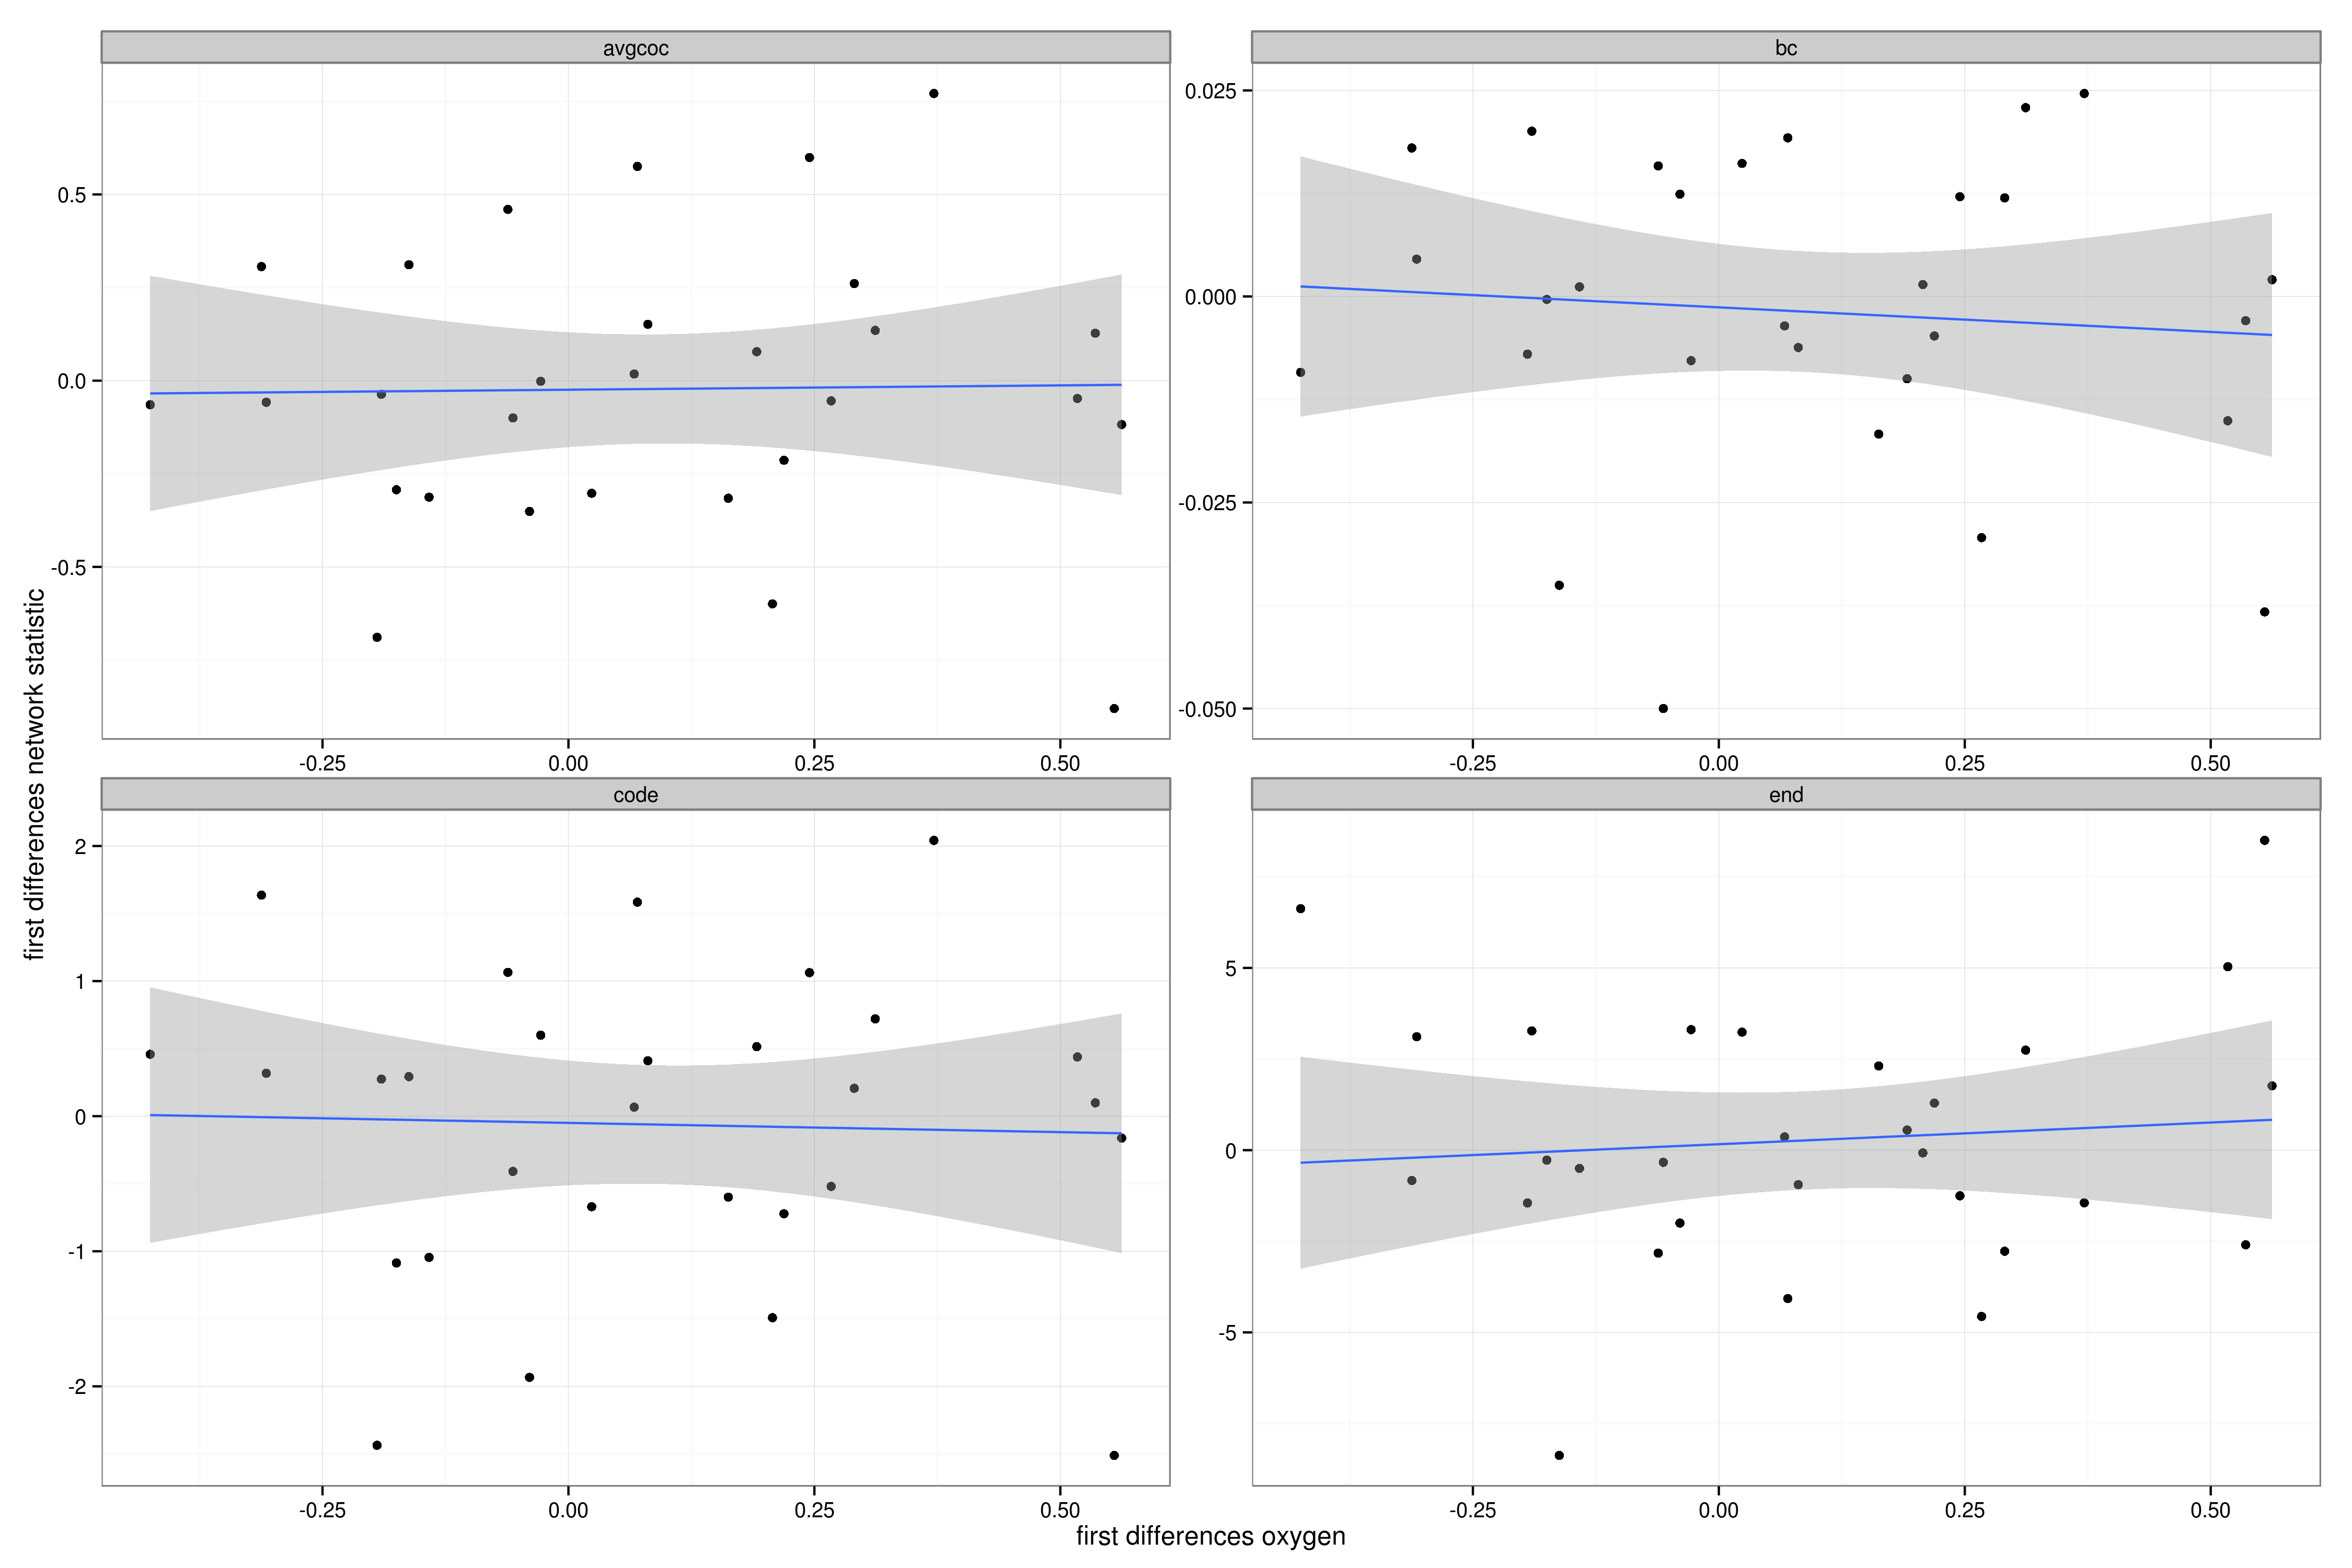 avgcoc
bc
0.5
0.0
-0.5
0.025
0.000
-0.025
-0.050
-0.25 0.00 0.25 0.50
-0.25 0.00 0.25 0.50
first differences network statistic
code
end
2
1
0
-1
-2
5
0
-5
-0.25 0.00 0.25 0.50
-0.25 0.00 0.25 0.50
first differences oxygen